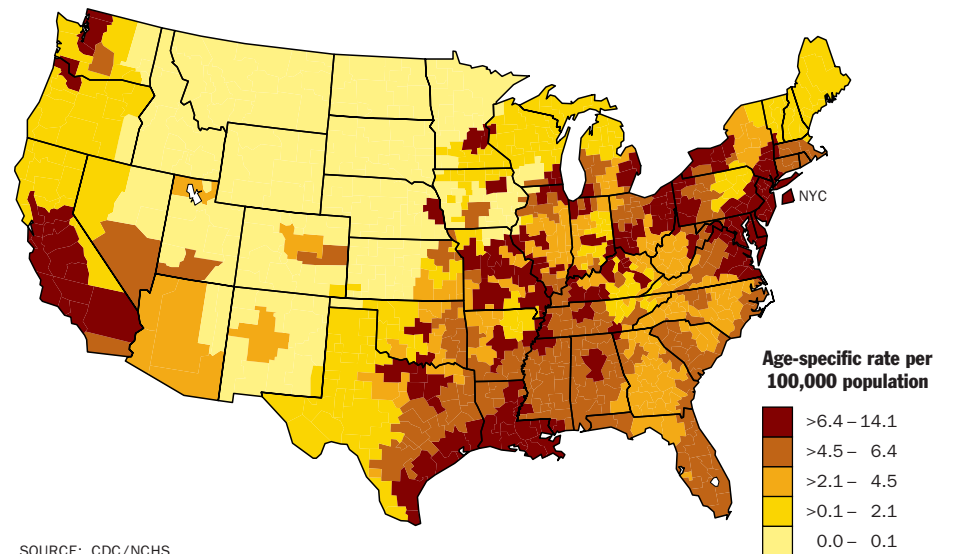 NYC
Age-specific rate per
100,000 population
>6.4 – 14.1
>4.5 – 6.4
>2.1 – 4.5
>0.1 – 2.1
0.0 – 0.1
SOURCE: CDC/NCHS